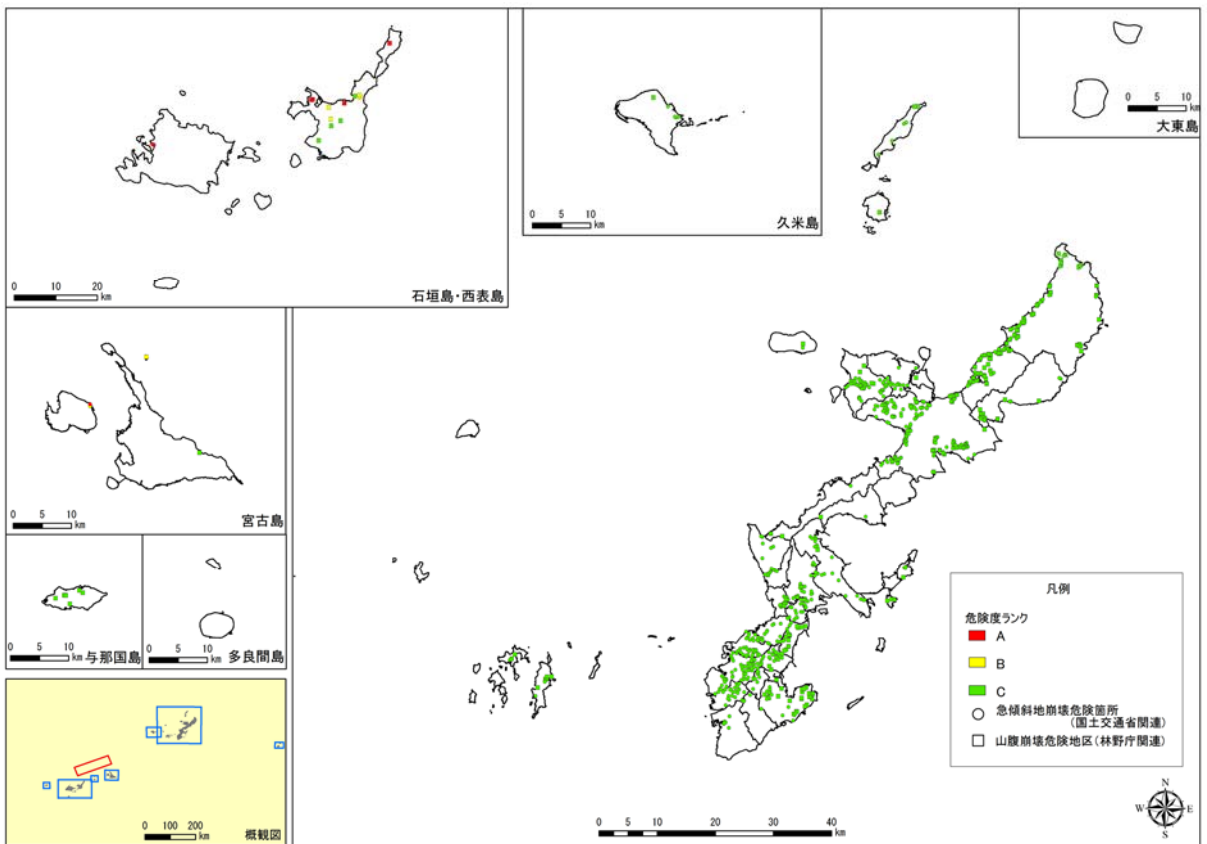 0 10 20
km
石垣島・西表島
0 5 10
km
久米島
0 5 10
km
大東島
0 5 10
km
宮古島
0 5 10
km
与那国島
0 5 10
km
多良間島
0 100 200
km
概観図
0 5 10 20 30 40
km
凡例
危険度ランク
A
B
C
急傾斜地崩壊危険箇所
(国土交通省関連)
山腹崩壊危険地区(林野庁関連)
N
W E
S